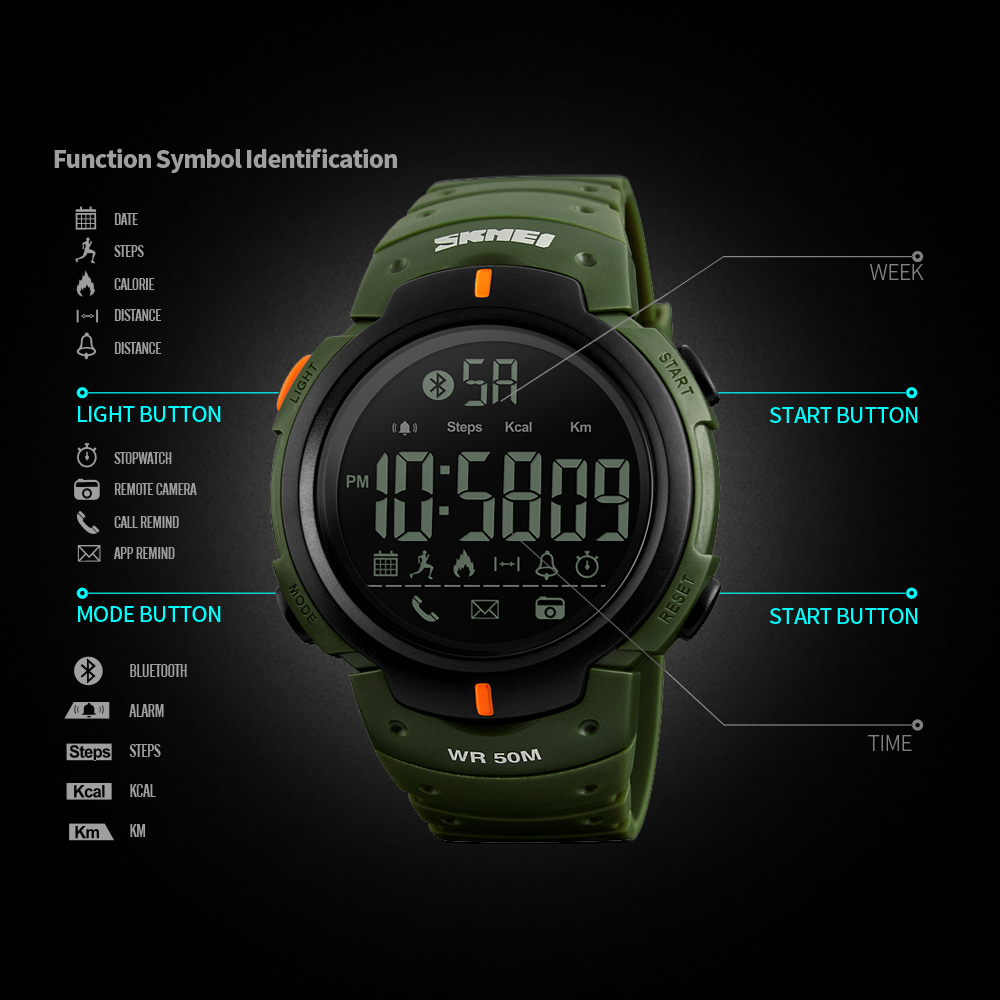 Function Symbol Identification
DATE
STEPS
CALORIE
DISTANCE
DISTANCE
LIGHT BUTTON
STOPWATCH
REMOTE CAMERA
CALL REMIND
APP REMIND
MODE BUTTON
BLUETOOTH
ALARM
Steps STEPS
Kcal KCAL
Km KM
SKMEI
LIGHT
START
SA
Steps Kcal Km
PM 10:58 09
MODE
RESET
WR 50M
WEEK
START BUTTON
START BUTTON
TIME